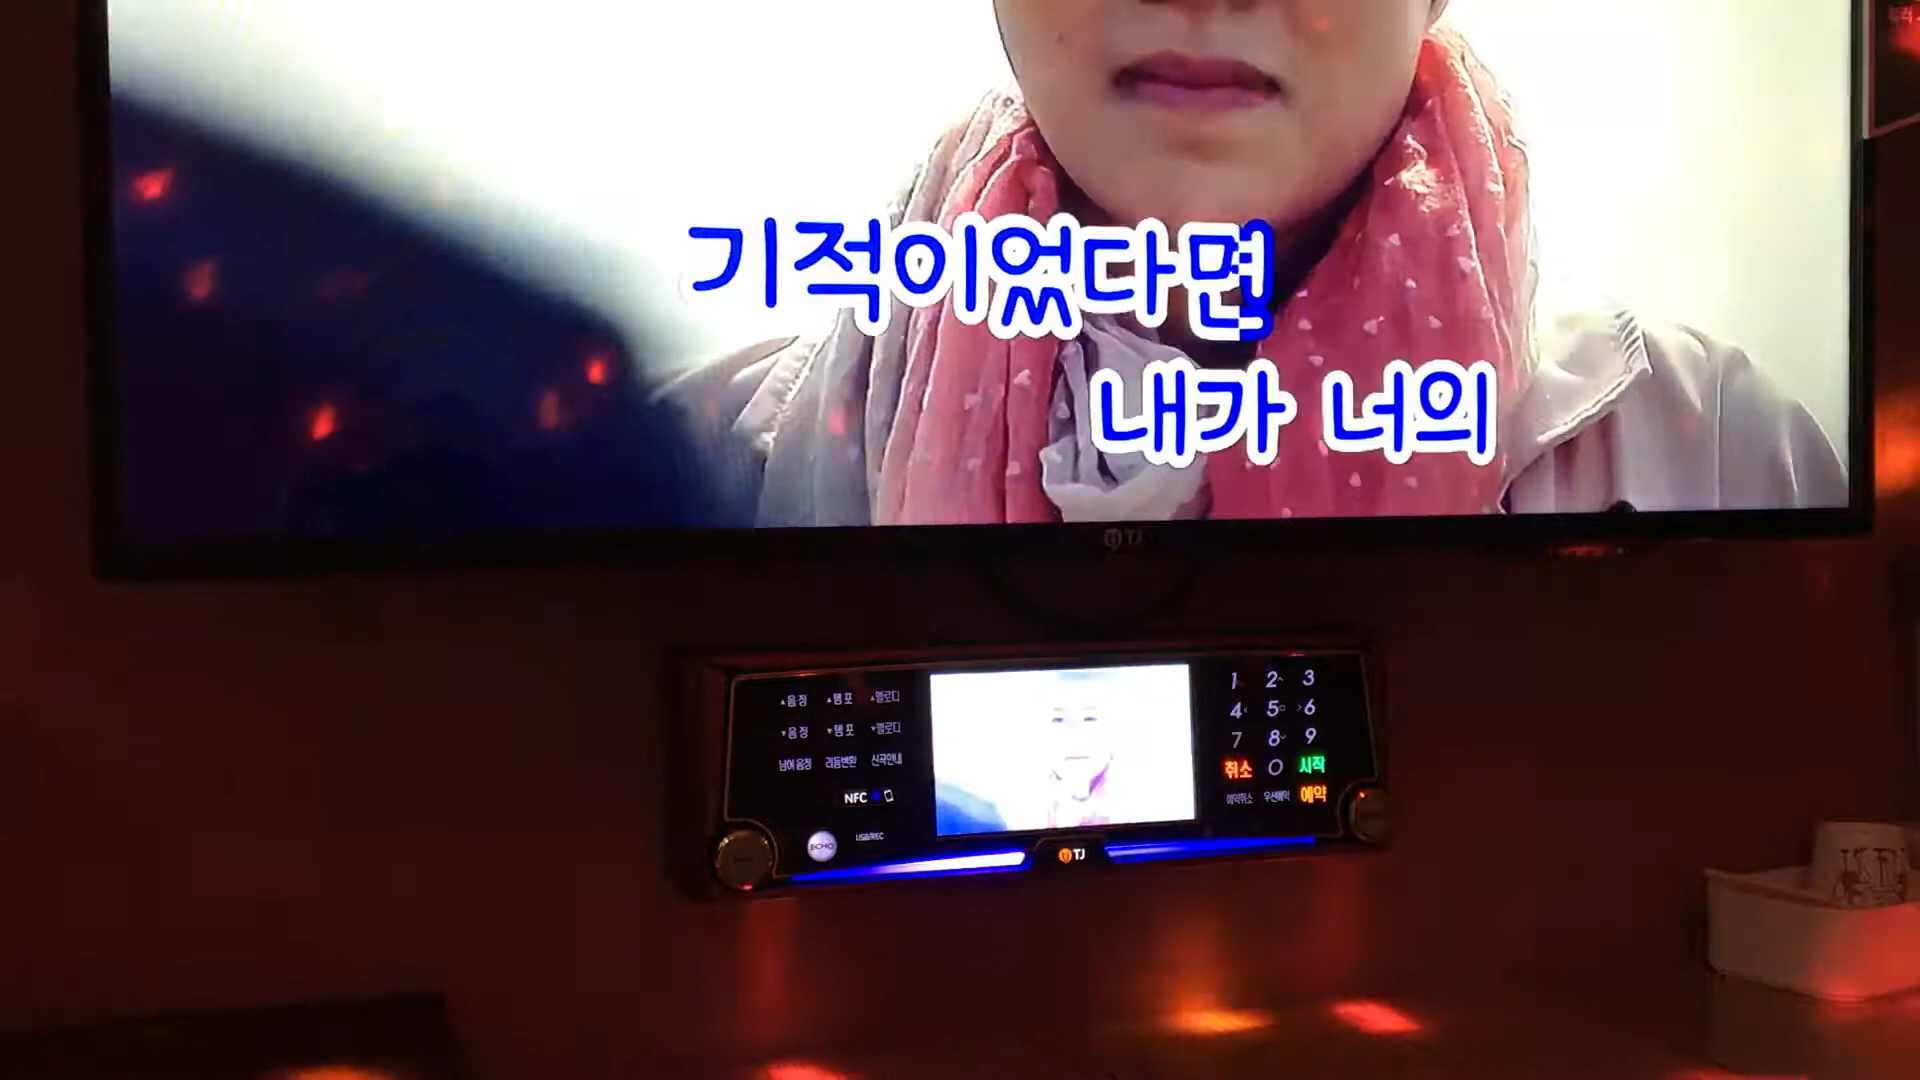 기적이었다면
내가 너의
TJ
▲음정 ▲템포 ▲멜로디
▼음정 ▼템포 ▼멜로디
남여음정 리듬변환 신곡안내
NFC
USB/REC
ECHO
TJ
1 2 3
4 5 6
7 8 9
취소 0 시작
예약취소 우선예약 예약